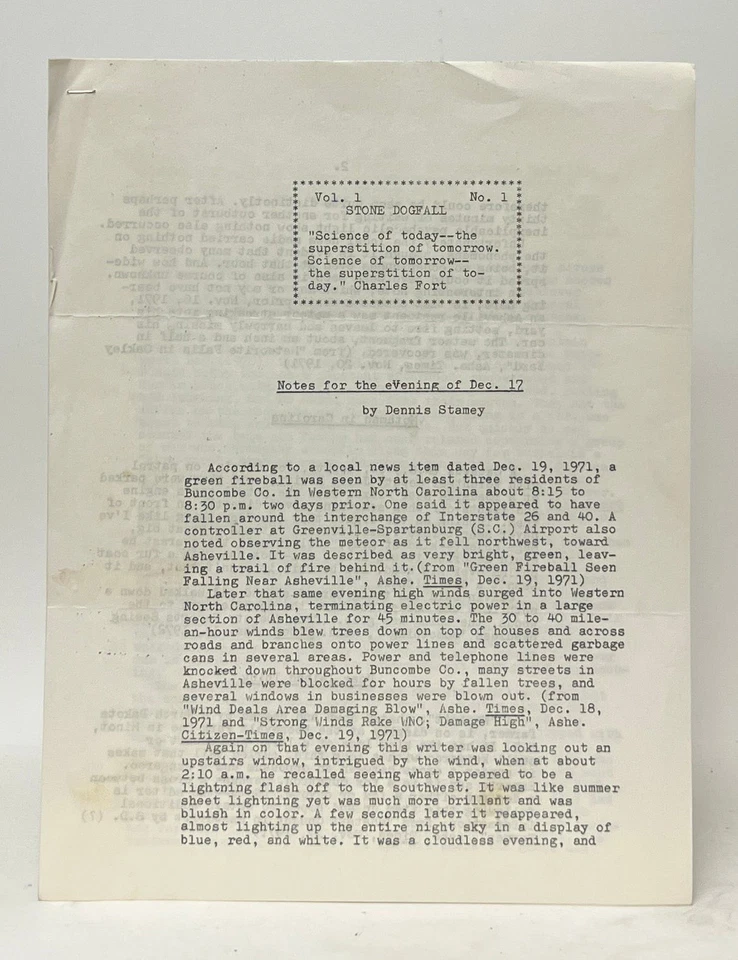 Vol. 1 No. 1
STONE DOGFALL
"Science of today--the
superstition of tomorrow.
Science of tomorrow--
the superstition of to-
day." Charles Fort
Notes for the eVening of Dec. 17
by Dennis Stamey
According to a local news item dated Dec. 19, 1971, a
green fireball was seen by at least three residents of
Buncombe Co. in Western North Carolina about 8:15 to
8:30 p.m. two days prior. One said it appeared to have
fallen around the interchange of Interstate 26 and 40. A
controller at Greenville-Spartanburg (S.C.) Airport also
noted observing the meteor as it fell northwest, toward
Asheville. It was described as very bright, green, leav-
ing a trail of fire behind it.(from "Green Fireball Seen
Falling Near Asheville", Ashe. Times, Dec. 19, 1971)
Later that same evening high winds surged into Western
North Carolina, terminating electric power in a large
section of Asheville for 45 minutes. The 30 to 40 mile-
an-hour winds blew trees down on top of houses and across
roads and branches onto power lines and scattered garbage
cans in several areas. Power and telephone lines were
knocked down throughout Buncombe Co., many streets in
Asheville were blocked for hours by fallen trees, and
several windows in businesses were blown out. (from
"Wind Deals Area Damaging Blow", Ashe. Times, Dec. 18,
1971 and "Strong Winds Rake WNC; Damage High", Ashe.
Citizen-Times, Dec. 19, 1971)
Again on that evening this writer was looking out an
upstairs window, intrigued by the wind, when at about
2:10 a.m. he recalled seeing what appeared to be a
lightning flash off to the southwest. It was like summer
sheet lightning yet was much more brillent and was
bluish in color. A few seconds later it reappeared,
almost lighting up the entire night sky in a display of
blue, red, and white. It was a cloudless evening, and